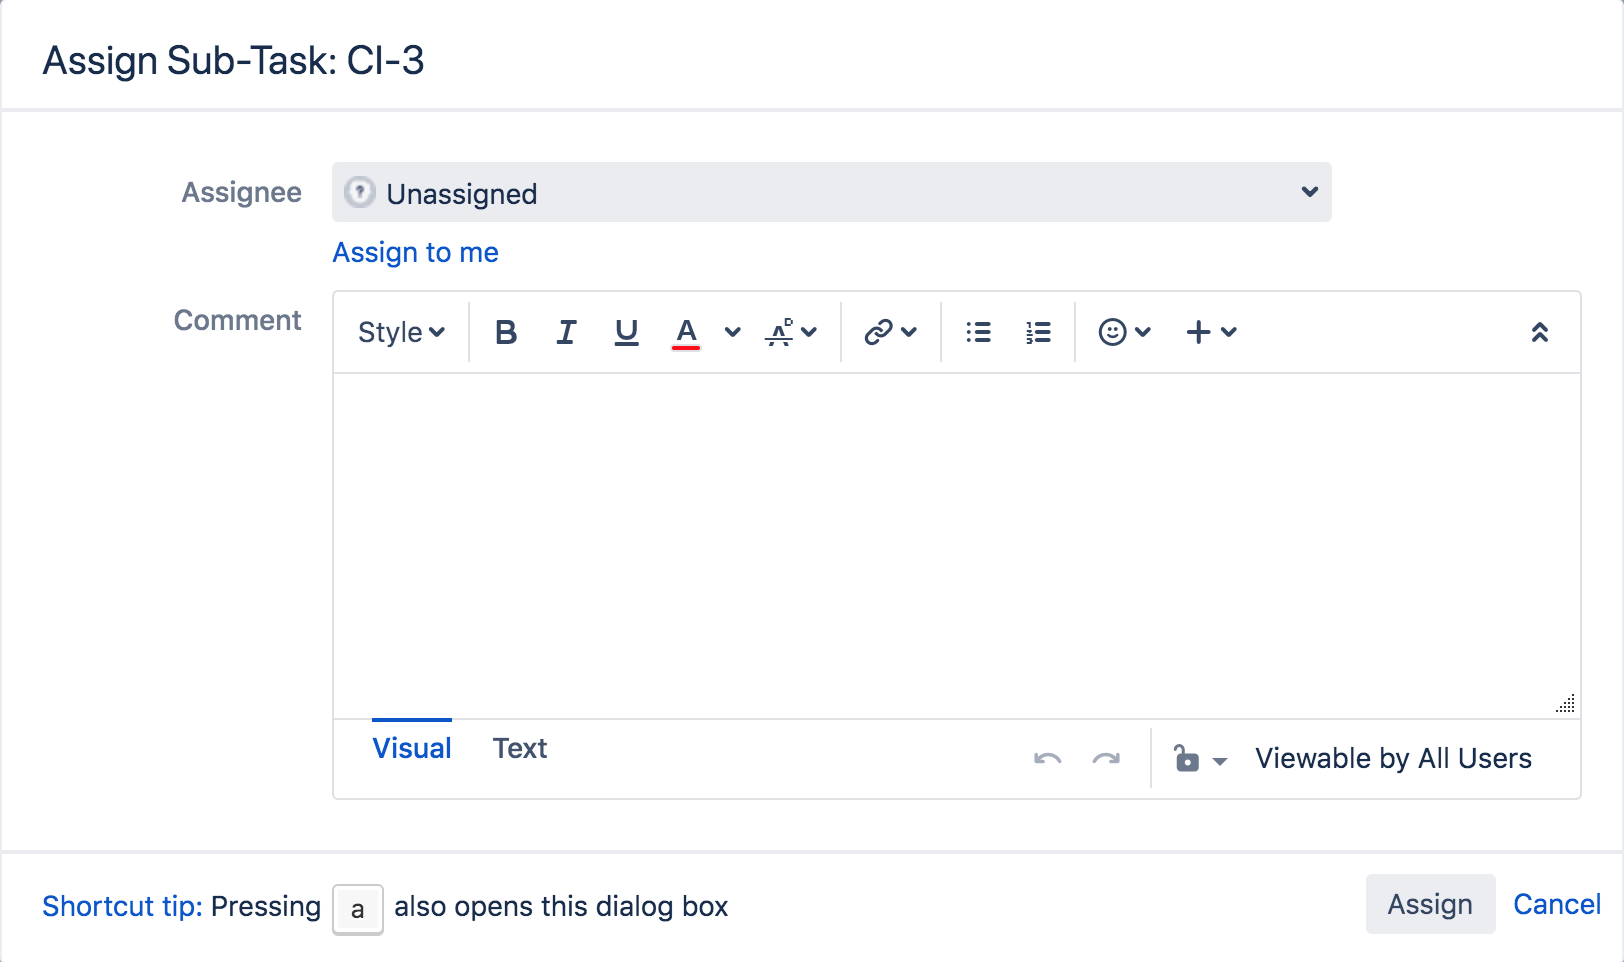 Assign Sub-Task: CI-3
Assignee
Unassigned
Assign to me
Comment
Style B I U A
Visual Text Viewable by All Users
Shortcut tip: Pressing a also opens this dialog box
Assign Cancel